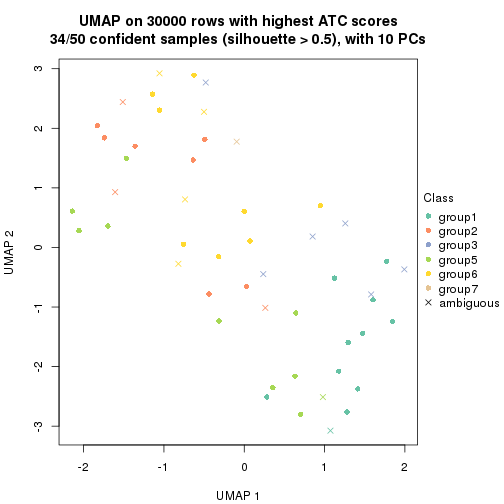 UMAP on 30000 rows with highest ATC scores
34/50 confident samples (silhouette > 0.5), with 10 PCs
3
2
1
0
-1
-2
-3
UMAP 2
-2
-1
0
1
2
UMAP 1
Class
group1
group2
group3
group5
group6
group7
ambiguous